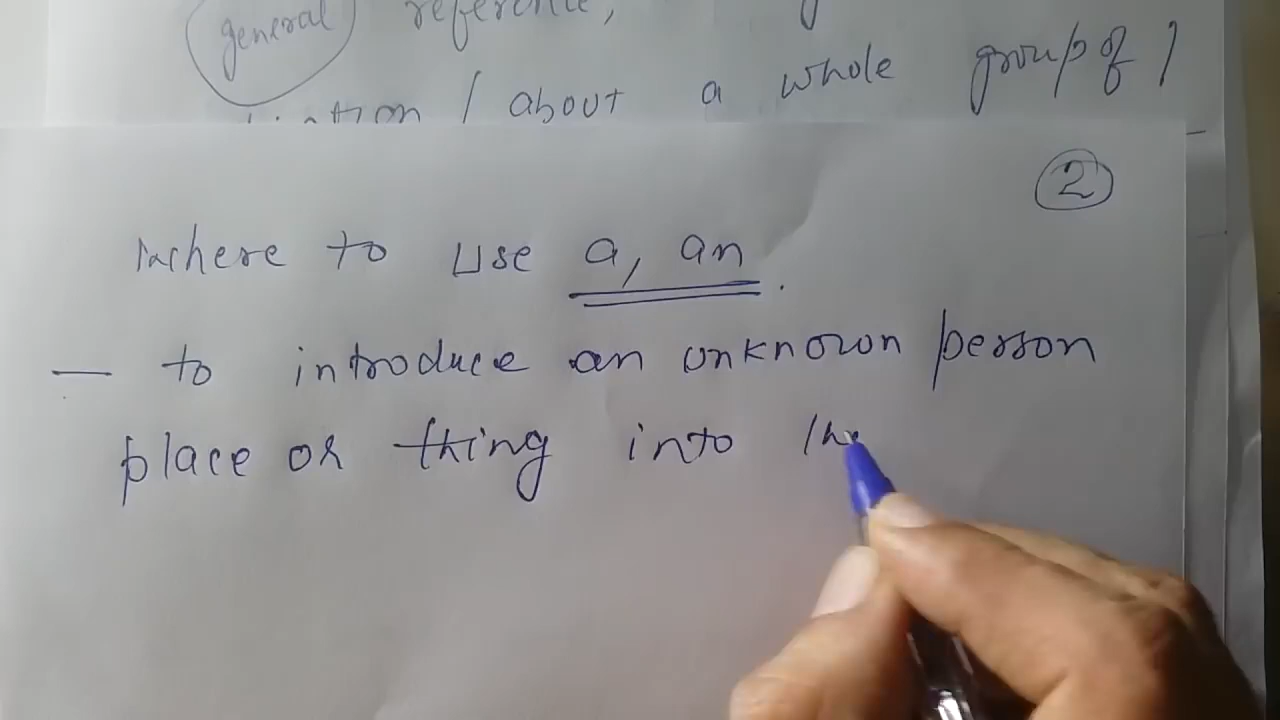 general reference,
about a whole group of
2
Where to use a, an.
— to introduce an unknown person
place or thing into the